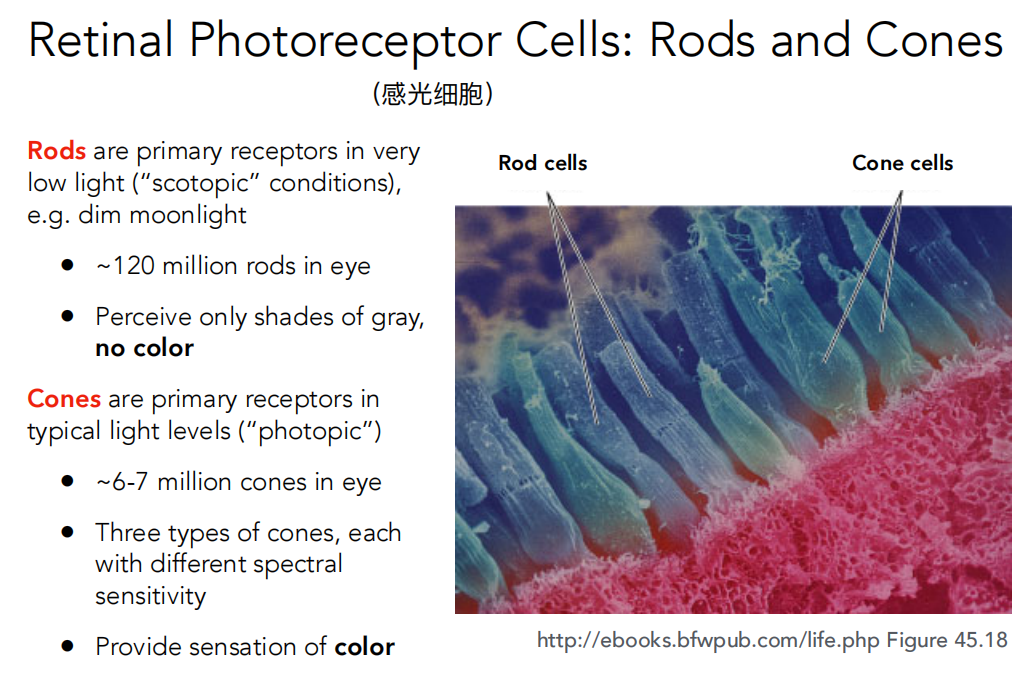 Retinal Photoreceptor Cells: Rods and Cones
(感光细胞)
Rods are primary receptors in very
low light (“scotopic” conditions),
e.g. dim moonlight
● ~120 million rods in eye
● Perceive only shades of gray,
no color
Cones are primary receptors in
typical light levels (“photopic”)
● ~6-7 million cones in eye
● Three types of cones, each
with different spectral
sensitivity
● Provide sensation of color
Rod cells
Cone cells
http://ebooks.bfwpub.com/life.php Figure 45.18